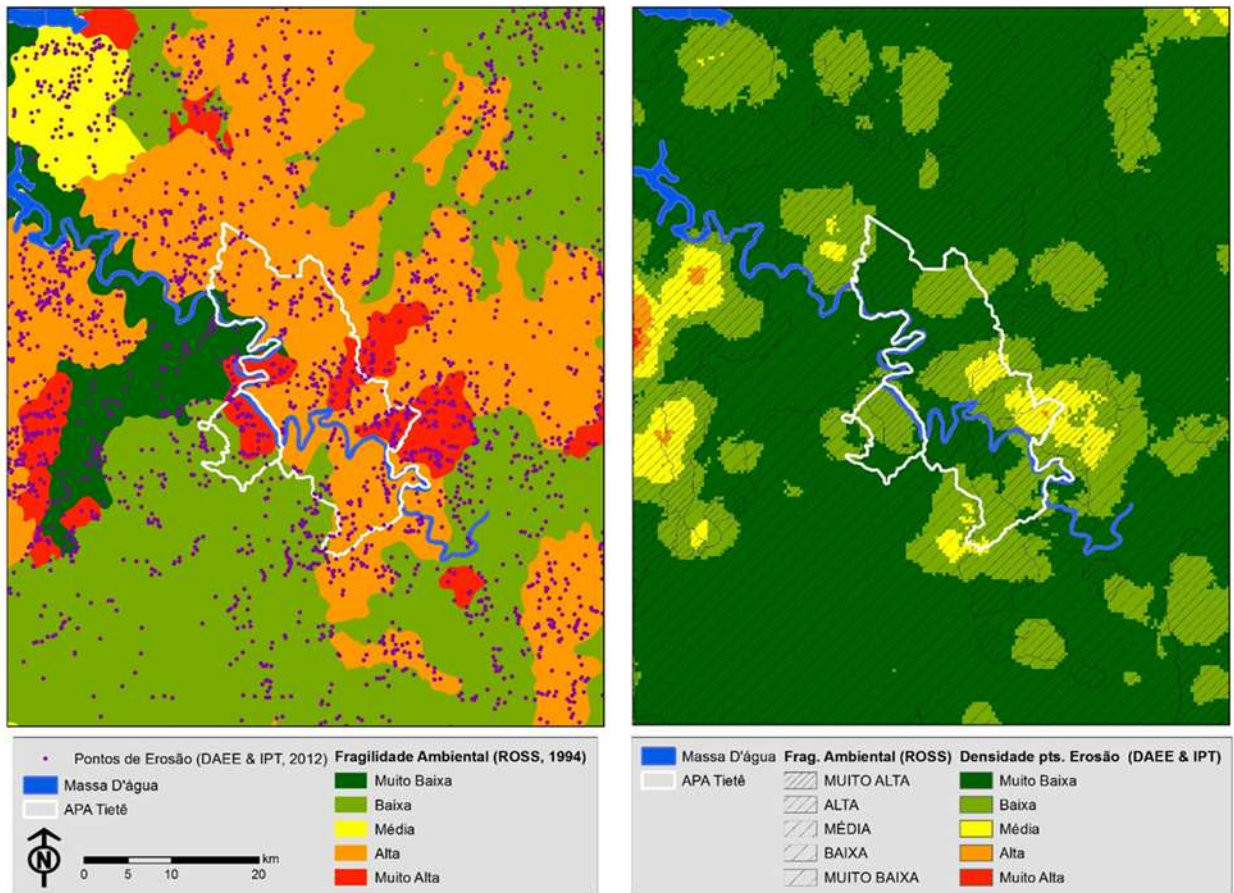 Pontos de Erosão (DAEE & IPT, 2012)
Massa D'água
APA Tietê
N
0 5 10 20
km
Fragilidade Ambiental (ROSS, 1994)
Muito Baixa
Baixa
Média
Alta
Muito Alta
Massa D'água
APA Tietê
Frag. Ambiental (ROSS)
MUITO ALTA
ALTA
MÉDIA
BAIXA
MUITO BAIXA
Densidade pts. Erosão (DAEE & IPT)
Muito Baixa
Baixa
Média
Alta
Muito Alta